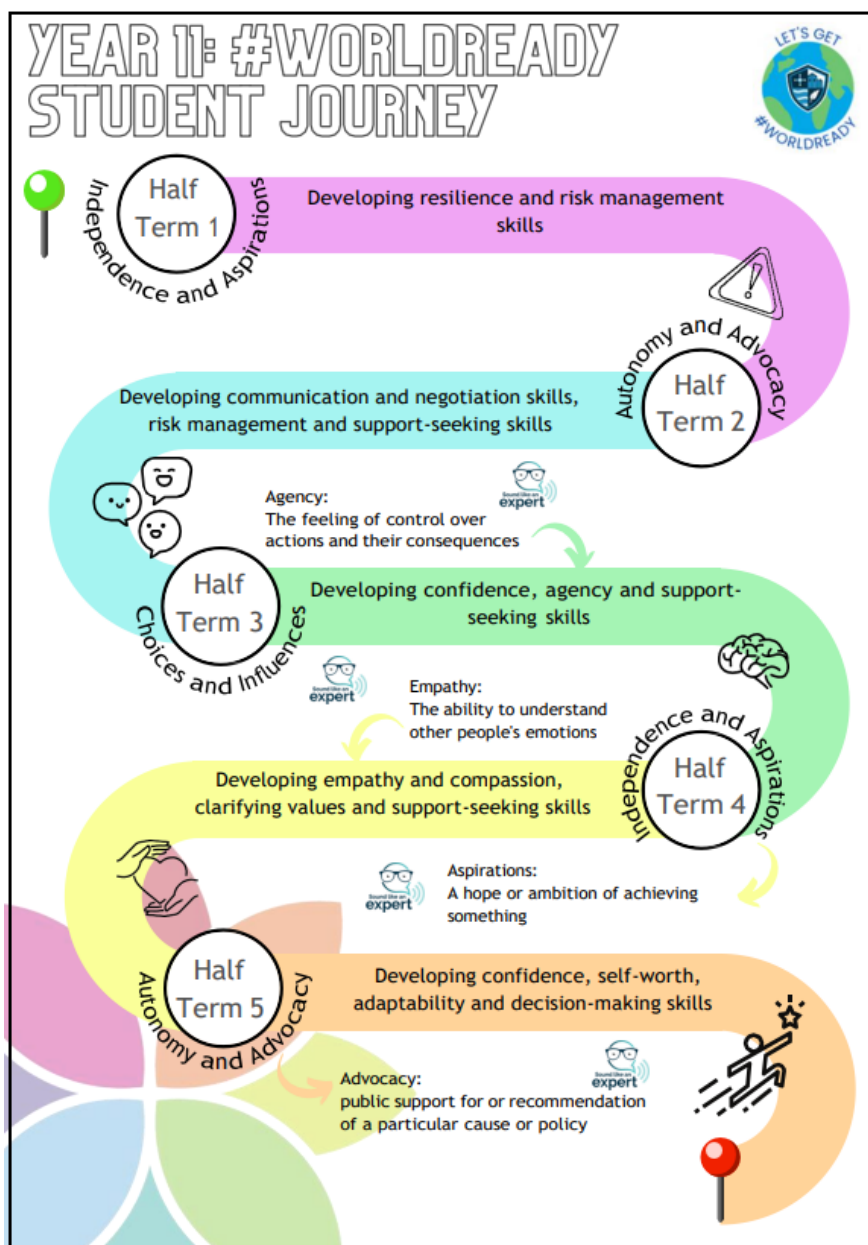 YEAR 11: #WORLDREADY
STUDENT JOURNEY
LET'S GET
#WORLDREADY
Half
Term 1
Independence and Aspirations
Developing resilience and risk management
skills
Autonomy and Advocacy
Half
Term 2
Developing communication and negotiation skills,
risk management and support-seeking skills
Agency:
The feeling of control over
actions and their consequences
Sound like an
expert
Half
Term 3
Choices and Influences
Developing confidence, agency and support-
seeking skills
Sound like an
expert
Empathy:
The ability to understand
other people's emotions
Independence and Aspirations
Half
Term 4
Developing empathy and compassion,
clarifying values and support-seeking skills
Sound like an
expert
Aspirations:
A hope or ambition of achieving
something
Half
Term 5
Autonomy and Advocacy
Developing confidence, self-worth,
adaptability and decision-making skills
Sound like an
expert
Advocacy:
public support for or recommendation
of a particular cause or policy